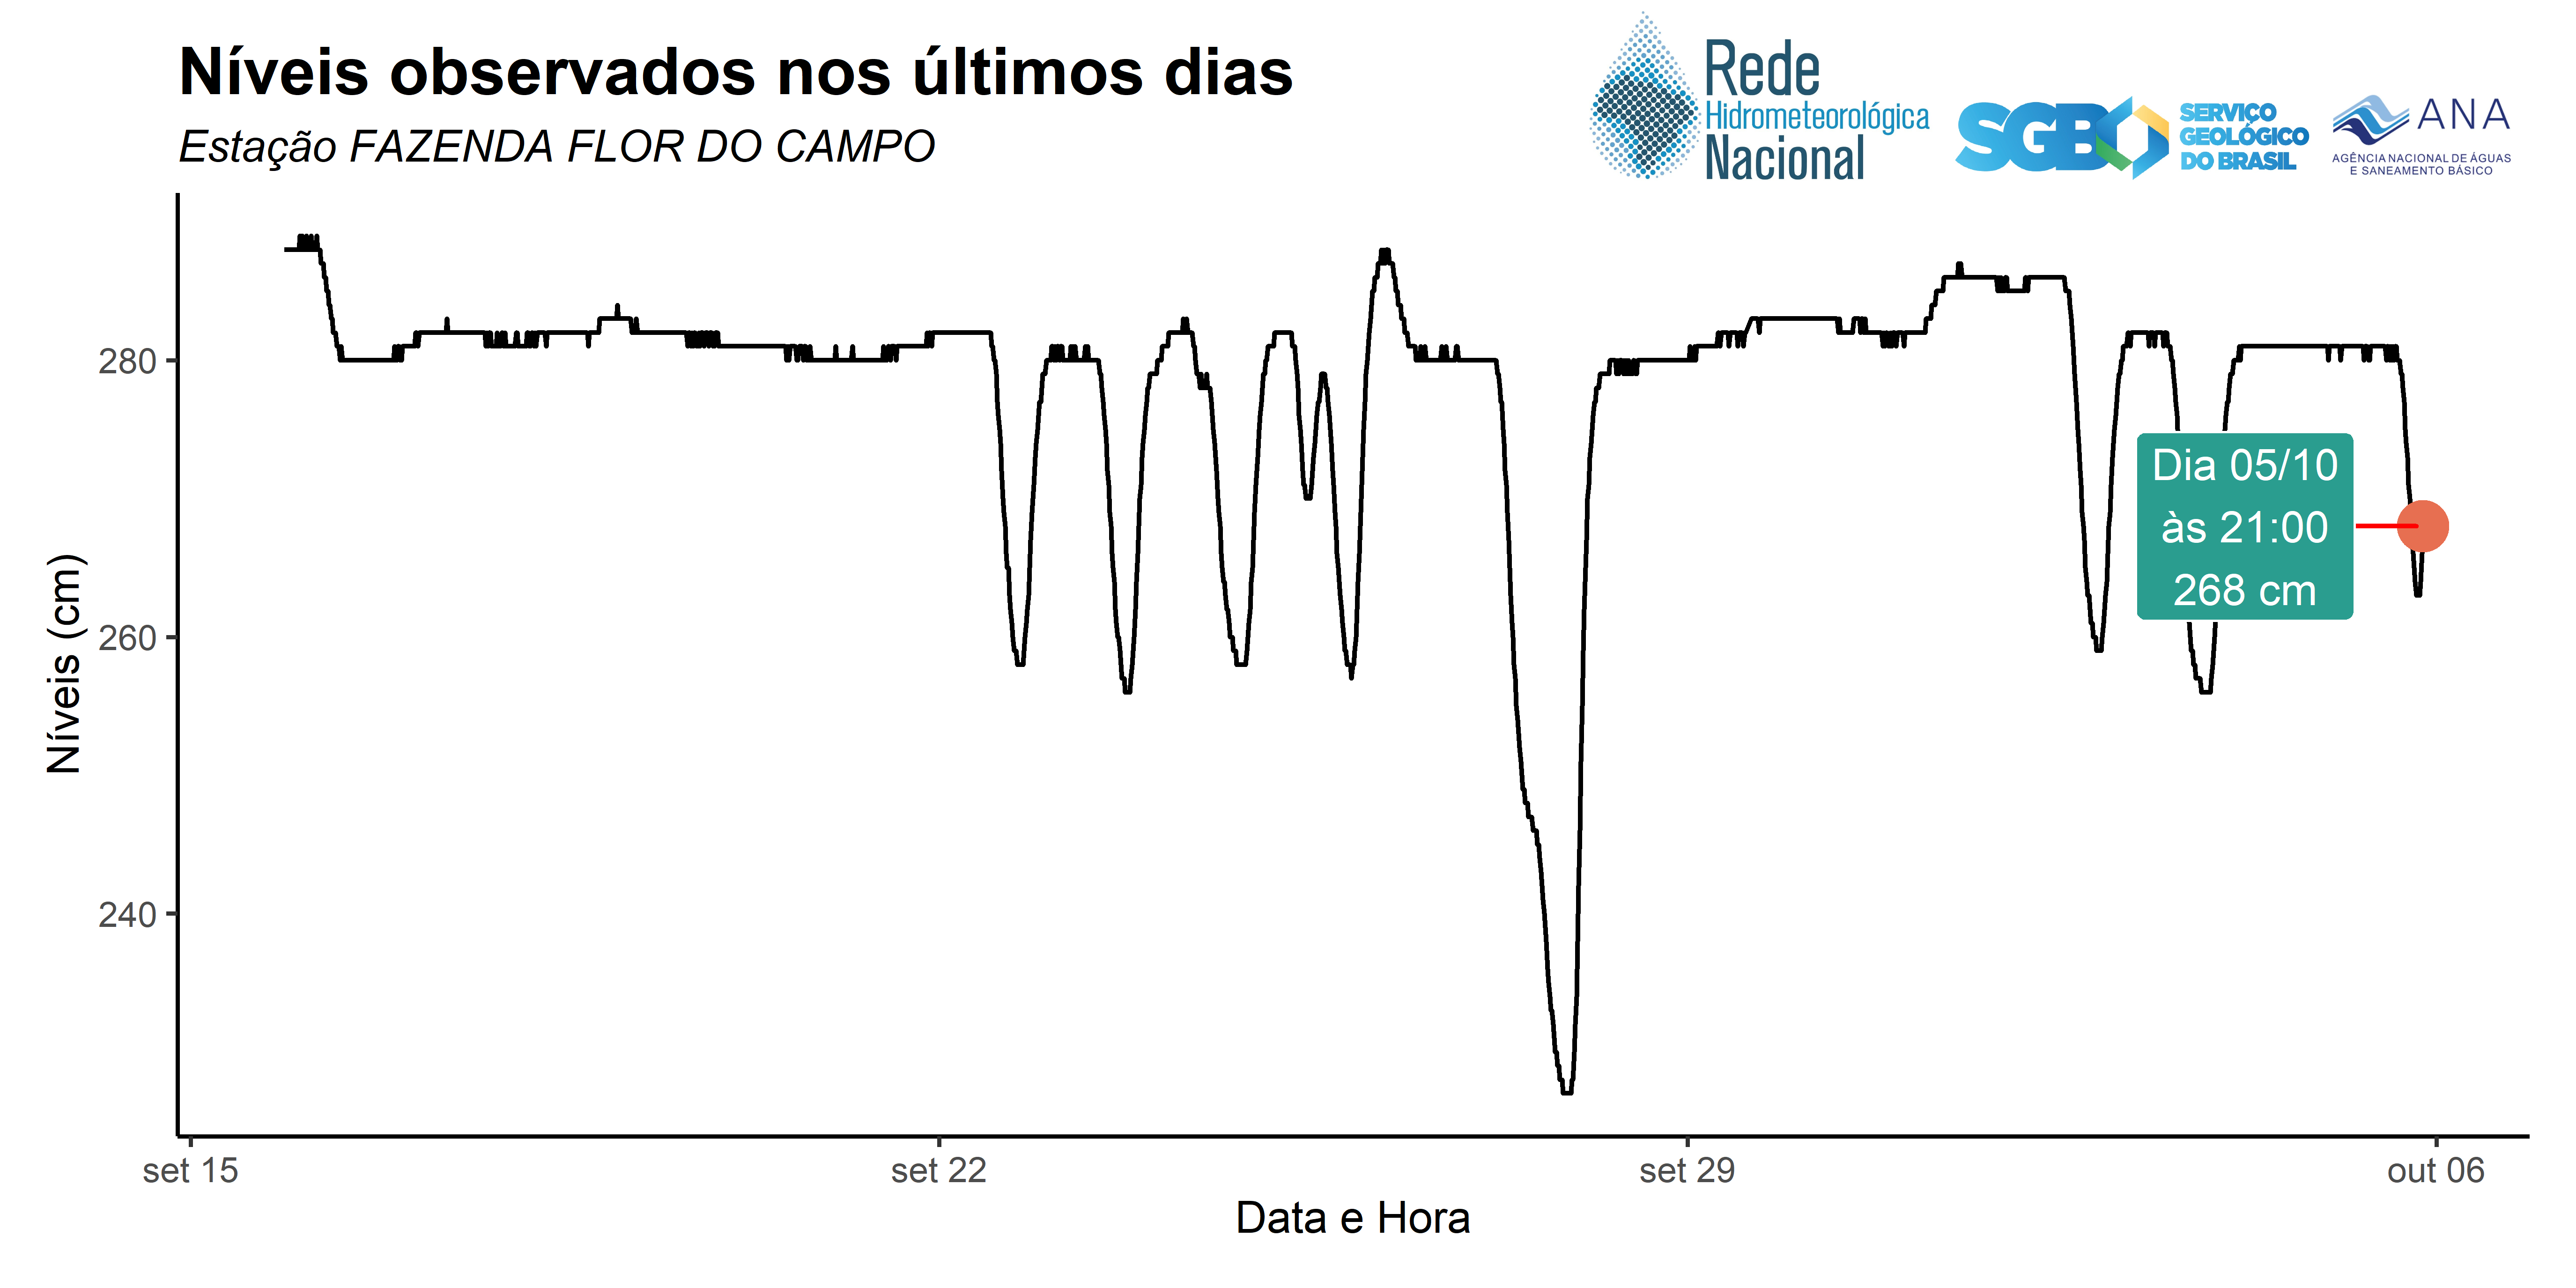 Níveis observados nos últimos dias
Estação FAZENDA FLOR DO CAMPO
Rede
Hidrometeorológica
Nacional
SGB
SERVIÇO
GEOLÓGICO
DO BRASIL
ANA
AGÊNCIA NACIONAL DE ÁGUAS
E SANEAMENTO BÁSICO
Níveis (cm)
280
260
240
Dia 05/10
às 21:00
268 cm
set 15
set 22
set 29
out 06
Data e Hora